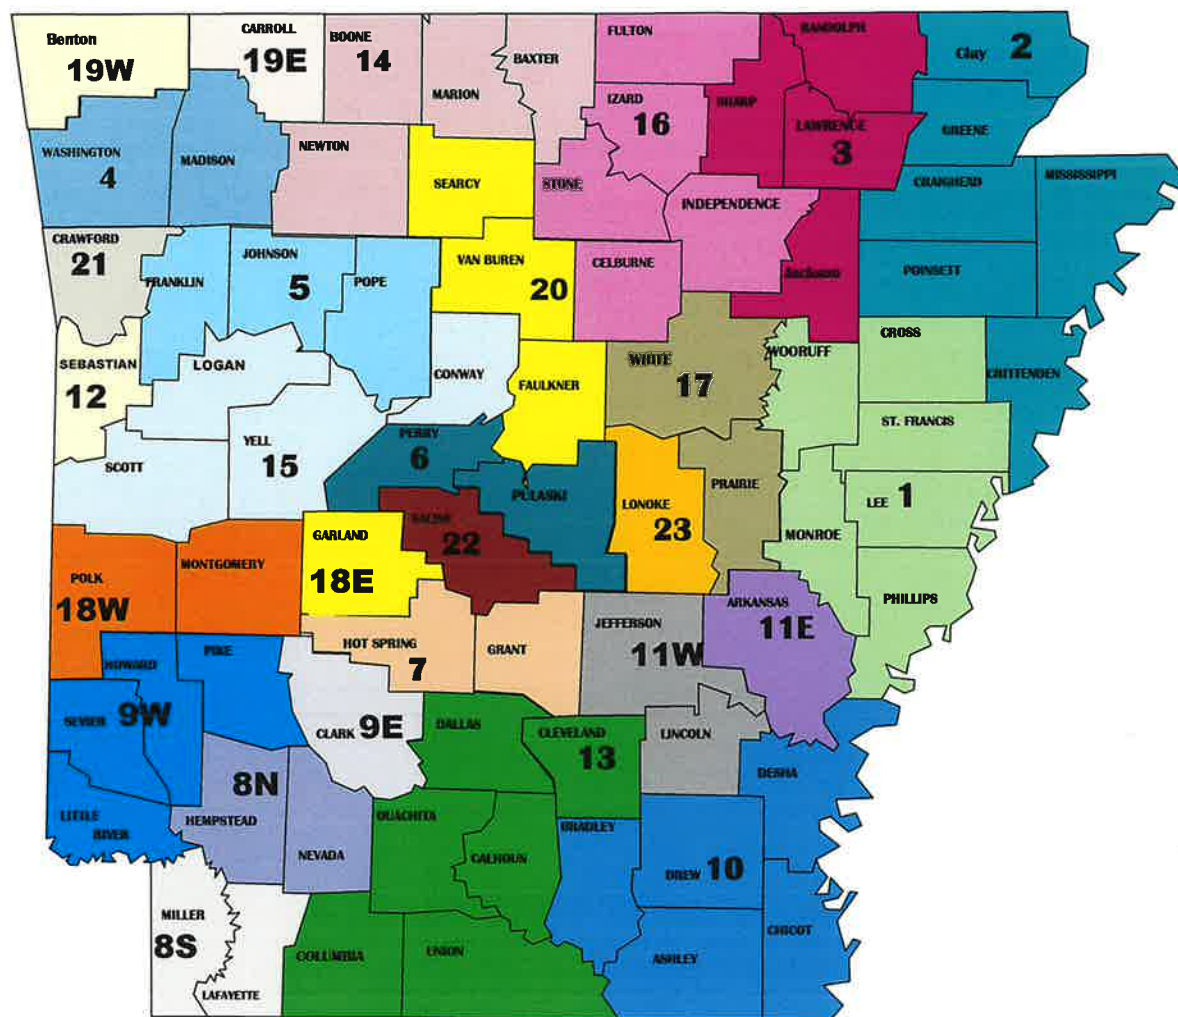 Benton
19W
CARROLL
19E
BOONE
14
MARION
BAXTER
FULTON
RANDOLPH
Clay 2
IZARD
16
SHARP
LAWRENCE
3
GREENE
WASHINGTON
4
MADISON
NEWTON
SEARCY
STONE
INDEPENDENCE
CRAIGHEAD
MISSISSIPPI
CRAWFORD
21
FRANKLIN
JOHNSON
5
POPE
VAN BUREN
20
CELBURNE
Jackson
POINSETT
SEBASTIAN
12
LOGAN
CONWAY
FAULKNER
WHITE
17
WOORUFF
CROSS
CRITTENDEN
ST. FRANCIS
SCOTT
YELL
15
PERRY
6
PULASKI
LONOKE
23
PRAIRIE
MONROE
LEE 1
PHILLIPS
POLK
18W
MONTGOMERY
GARLAND
18E
SALINE
22
HOT SPRING
7
GRANT
JEFFERSON
11W
ARKANSAS
11E
HOWARD
PIKE
SEVIER 9W
CLARK 9E
DALLAS
CLEVELAND
13
LINCOLN
DESHA
LITTLE
RIVER
8N
HEMPSTEAD
NEVADA
OUACHITA
CALHOUN
BRADLEY
DREW 10
CHICOT
MILLER
8S
LAFAYETTE
COLUMBIA
UNION
ASHLEY